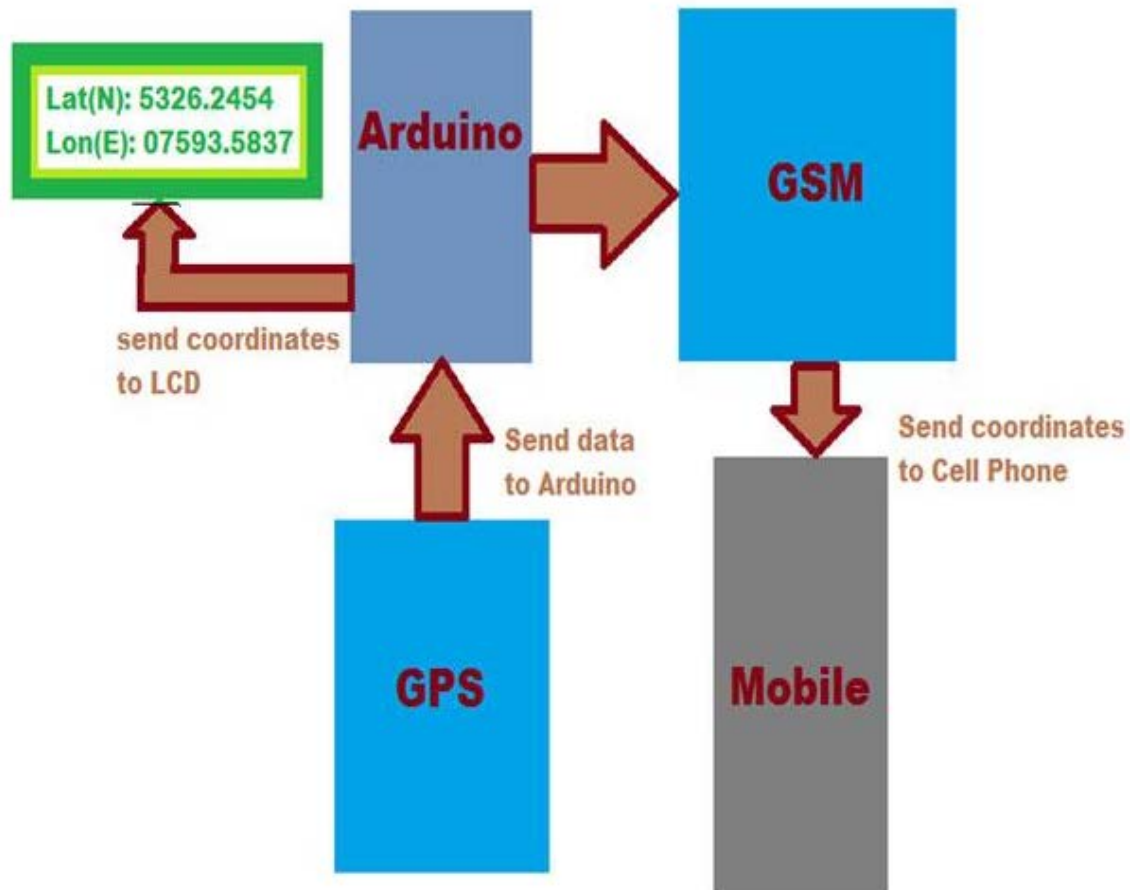 Lat(N): 5326.2454
Lon(E): 07593.5837
Arduino
GSM
send coordinates
to LCD
Send data
to Arduino
Send coordinates
to Cell Phone
GPS
Mobile